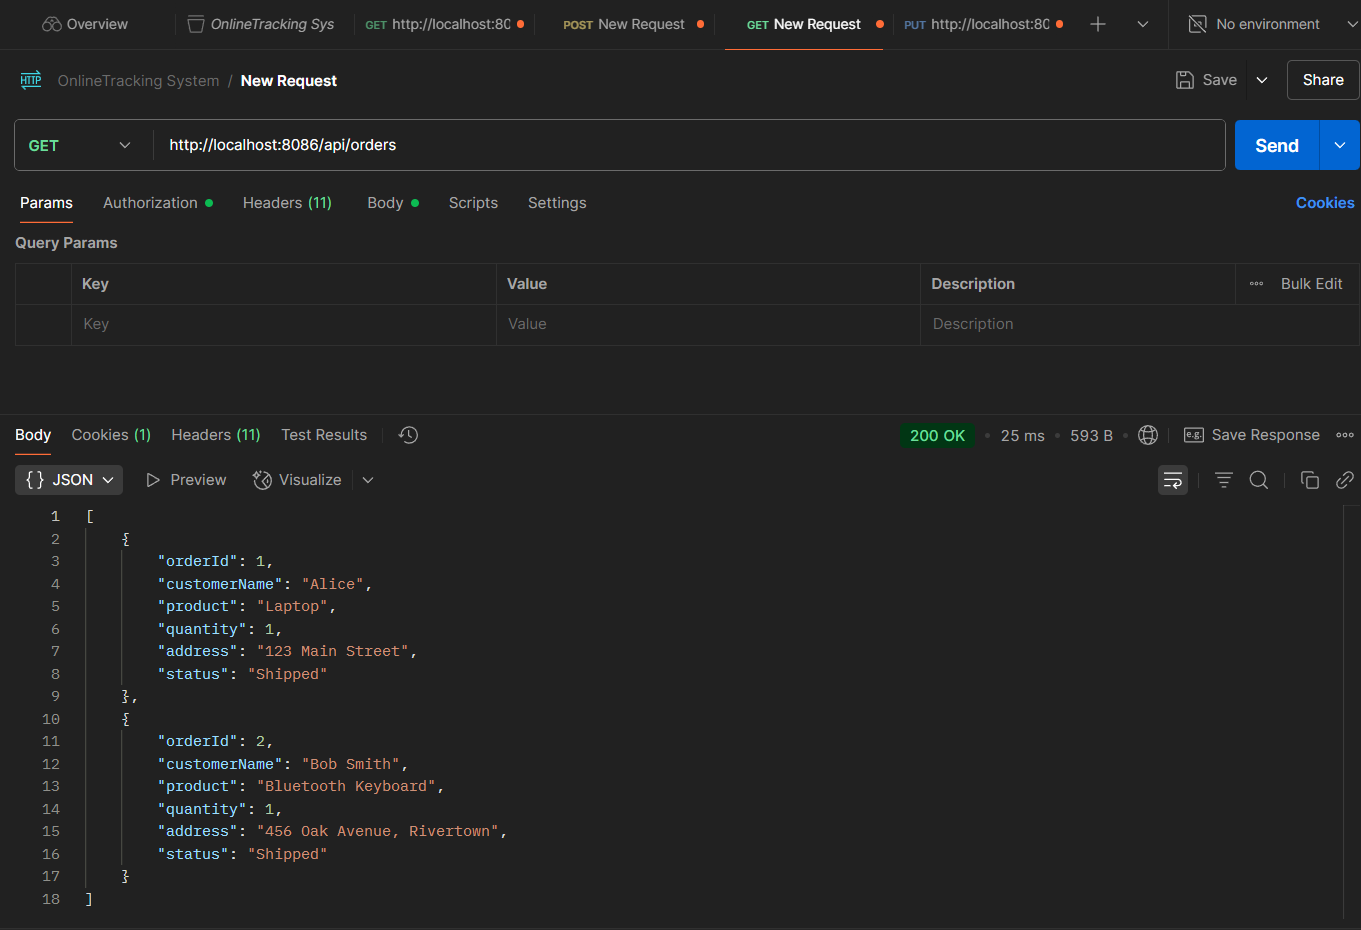 Overview OnlineTracking Sys GET http://localhost:80 POST New Request GET New Request PUT http://localhost:80 No environment
HTTP OnlineTracking System / New Request Save Share
GET http://localhost:8086/api/orders Send
Params Authorization Headers (11) Body Scripts Settings Cookies
Query Params
Key Value Description Bulk Edit
Key Value Description
Body Cookies (1) Headers (11) Test Results 200 OK 25 ms 593 B e.g. Save Response
{} JSON Preview Visualize
1 [
2 {
3 "orderId": 1,
4 "customerName": "Alice",
5 "product": "Laptop",
6 "quantity": 1,
7 "address": "123 Main Street",
8 "status": "Shipped"
9 },
10 {
11 "orderId": 2,
12 "customerName": "Bob Smith",
13 "product": "Bluetooth Keyboard",
14 "quantity": 1,
15 "address": "456 Oak Avenue, Rivertown",
16 "status": "Shipped"
17 }
18 ]